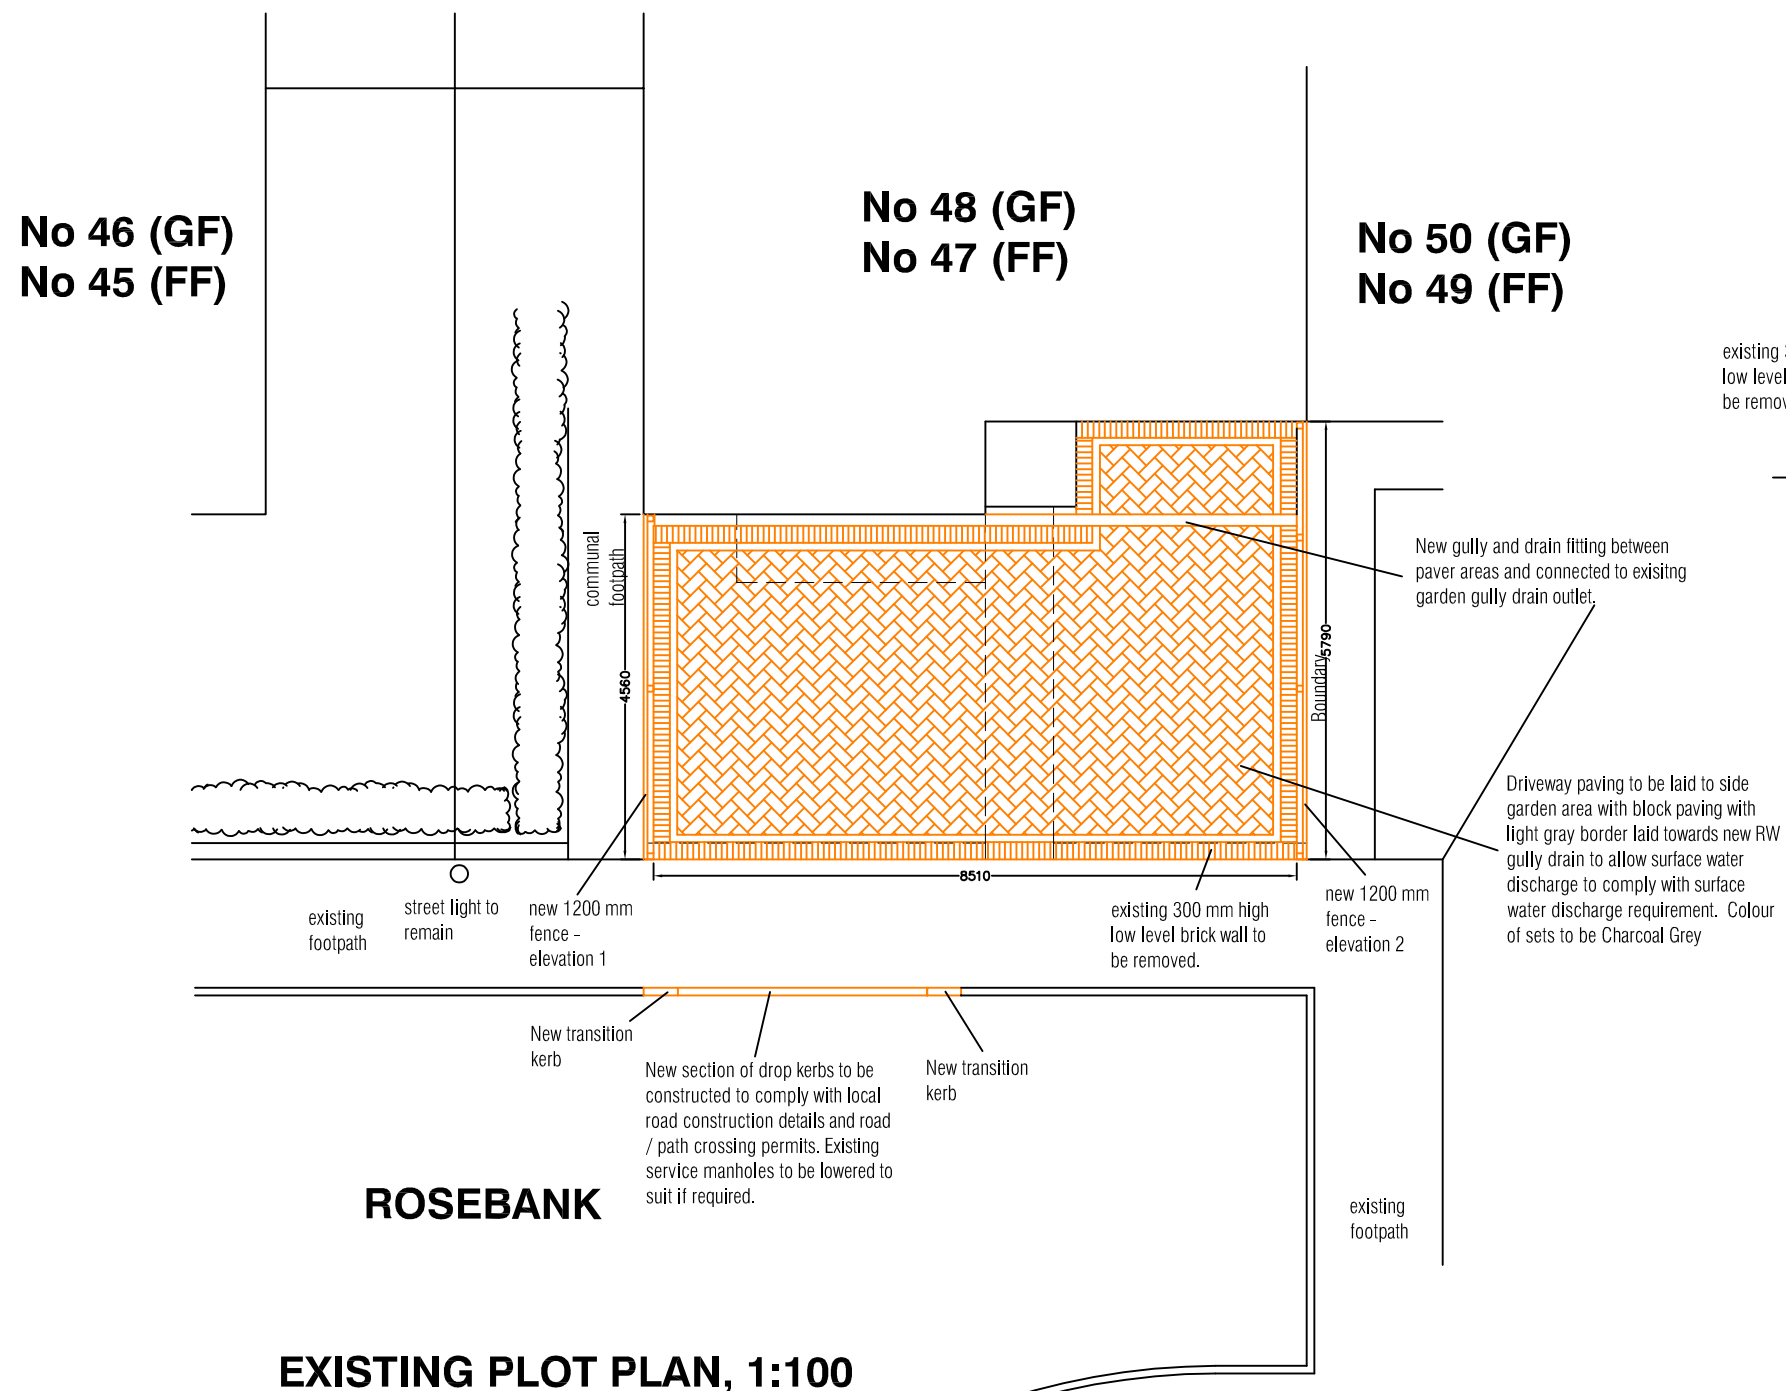 No 46 (GF)
No 45 (FF)
No 48 (GF)
No 47 (FF)
No 50 (GF)
No 49 (FF)
existing
low level
be remov
communal
footpath
4560
5790
Boundary
8510
New gully and drain fitting between
paver areas and connected to exisitng
garden gully drain outlet.
Driveway paving to be laid to side
garden area with block paving with
light gray border laid towards new RW
gully drain to allow surface water
discharge to comply with surface
water discharge requirement. Colour
of sets to be Charcoal Grey
existing
footpath
street light to
remain
new 1200 mm
fence -
elevation 1
existing 300 mm high
low level brick wall to
be removed.
new 1200 mm
fence -
elevation 2
New transition
kerb
New section of drop kerbs to be
constructed to comply with local
road construction details and road
/ path crossing permits. Existing
service manholes to be lowered to
suit if required.
New transition
kerb
ROSEBANK
existing
footpath
EXISTING PLOT PLAN, 1:100